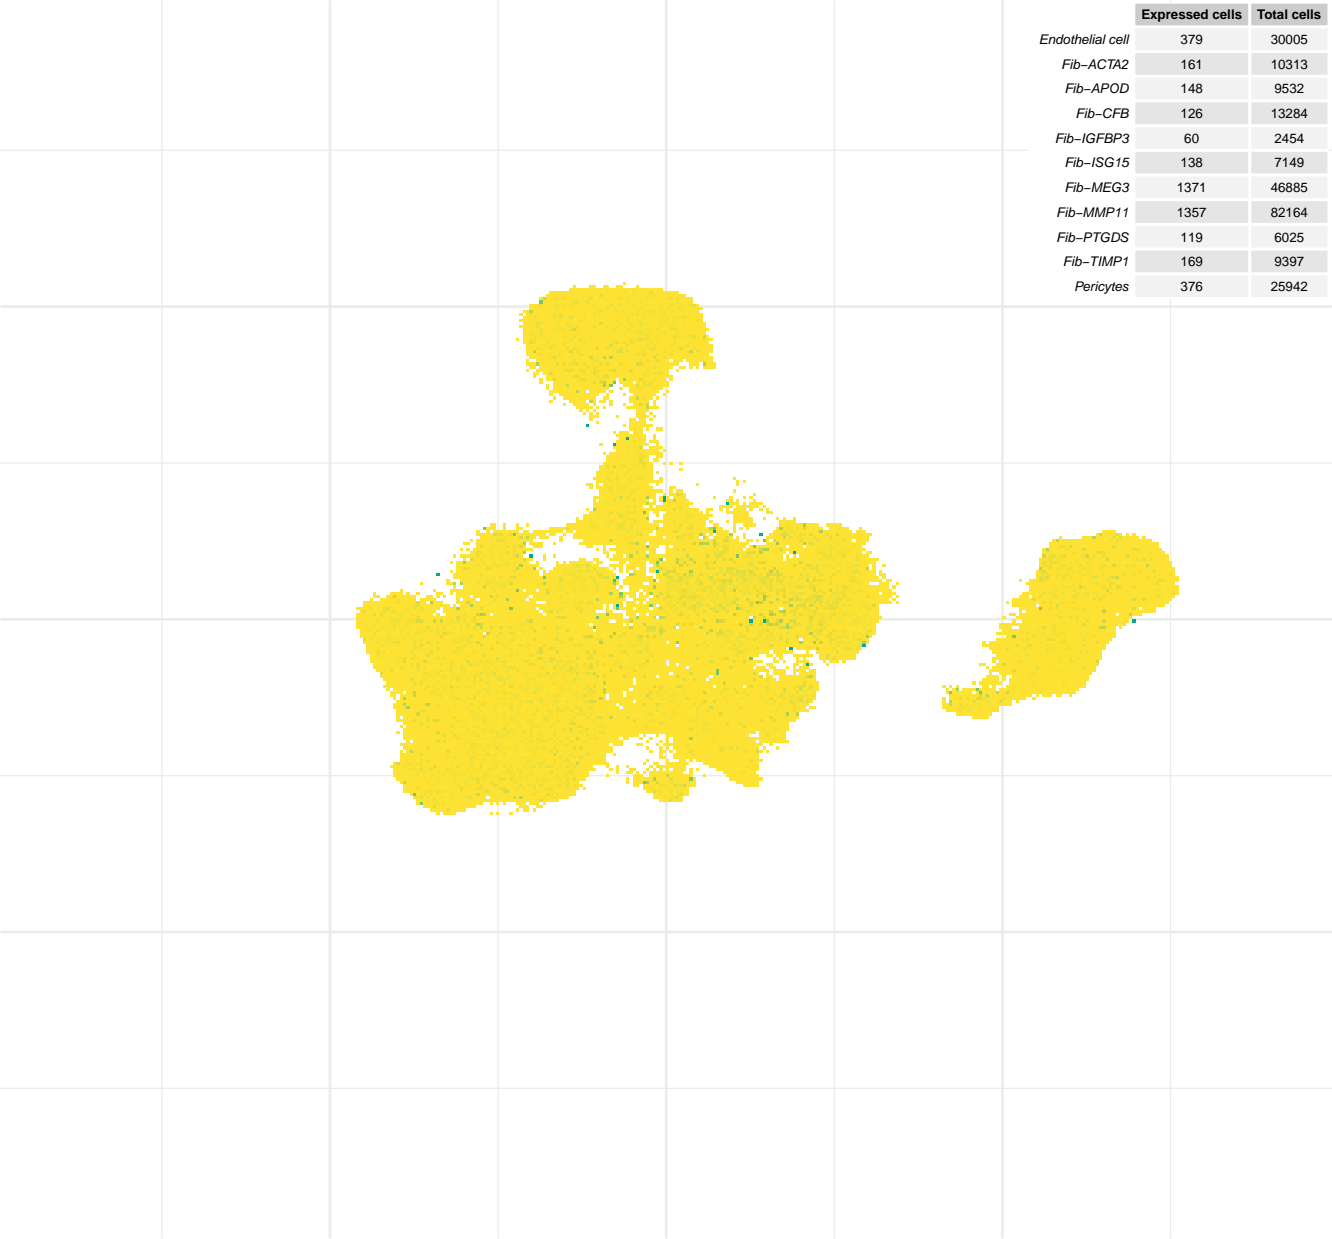 Expressed cells Total cells
Endothelial cell 379 30005
Fib−ACTA2 161 10313
Fib−APOD 148 9532
Fib−CFB 126 13284
Fib−IGFBP3 60 2454
Fib−ISG15 138 7149
Fib−MEG3 1371 46885
Fib−MMP11 1357 82164
Fib−PTGDS 119 6025
Fib−TIMP1 169 9397
Pericytes 376 25942